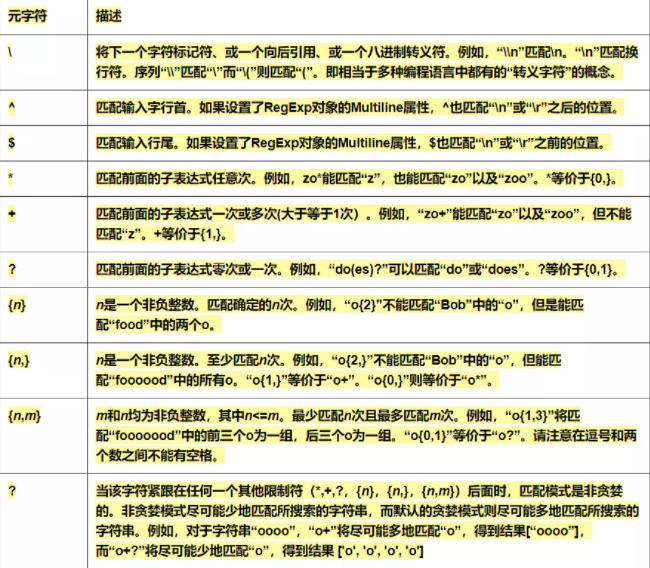 元字符 描述
\ 将下一个字符标记符、或一个向后引用、或一个八进制转义符。例如，“\\n”匹配\n。“\n”匹配换
行符。序列“\\”匹配“\”而“\(”则匹配“(”。即相当于多种编程语言中都有的“转义字符”的概念。
^ 匹配输入字行首。如果设置了RegExp对象的Multiline属性，^也匹配“\n”或“\r”之后的位置。
$ 匹配输入行尾。如果设置了RegExp对象的Multiline属性，$也匹配“\n”或“\r”之前的位置。
* 匹配前面的子表达式任意次。例如，zo*能匹配“z”，也能匹配“zo”以及“zoo”。*等价于{0,}。
+ 匹配前面的子表达式一次或多次(大于等于1次）。例如，“zo+”能匹配“zo”以及“zoo”，但不能
匹配“z”。+等价于{1,}。
? 匹配前面的子表达式零次或一次。例如，“do(es)?”可以匹配“do”或“does”。?等价于{0,1}。
{n} n是一个非负整数。匹配确定的n次。例如，“o{2}”不能匹配“Bob”中的“o”，但是能匹
配“food”中的两个o。
{n,} n是一个非负整数。至少匹配n次。例如，“o{2,}”不能匹配“Bob”中的“o”，但能匹
配“foooood”中的所有o。“o{1,}”等价于“o+”。“o{0,}”则等价于“o*”。
{n,m} m和n均为非负整数，其中n<=m。最少匹配n次且最多匹配m次。例如，“o{1,3}”将匹
配“fooooood”中的前三个o为一组，后三个o为一组。“o{0,1}”等价于“o?”。请注意在逗号和两
个数之间不能有空格。
? 当该字符紧跟在任何一个其他限制符（*,+,?，{n}，{n,}，{n,m}）后面时，匹配模式是非贪婪
的。非贪婪模式尽可能少地匹配所搜索的字符串，而默认的贪婪模式则尽可能多地匹配所搜索的
字符串。例如，对于字符串“oooo”，“o+”将尽可能多地匹配“o”，得到结果[“oooo”]，
而“o+?”将尽可能少地匹配“o”，得到结果 ['o', 'o', 'o', 'o']